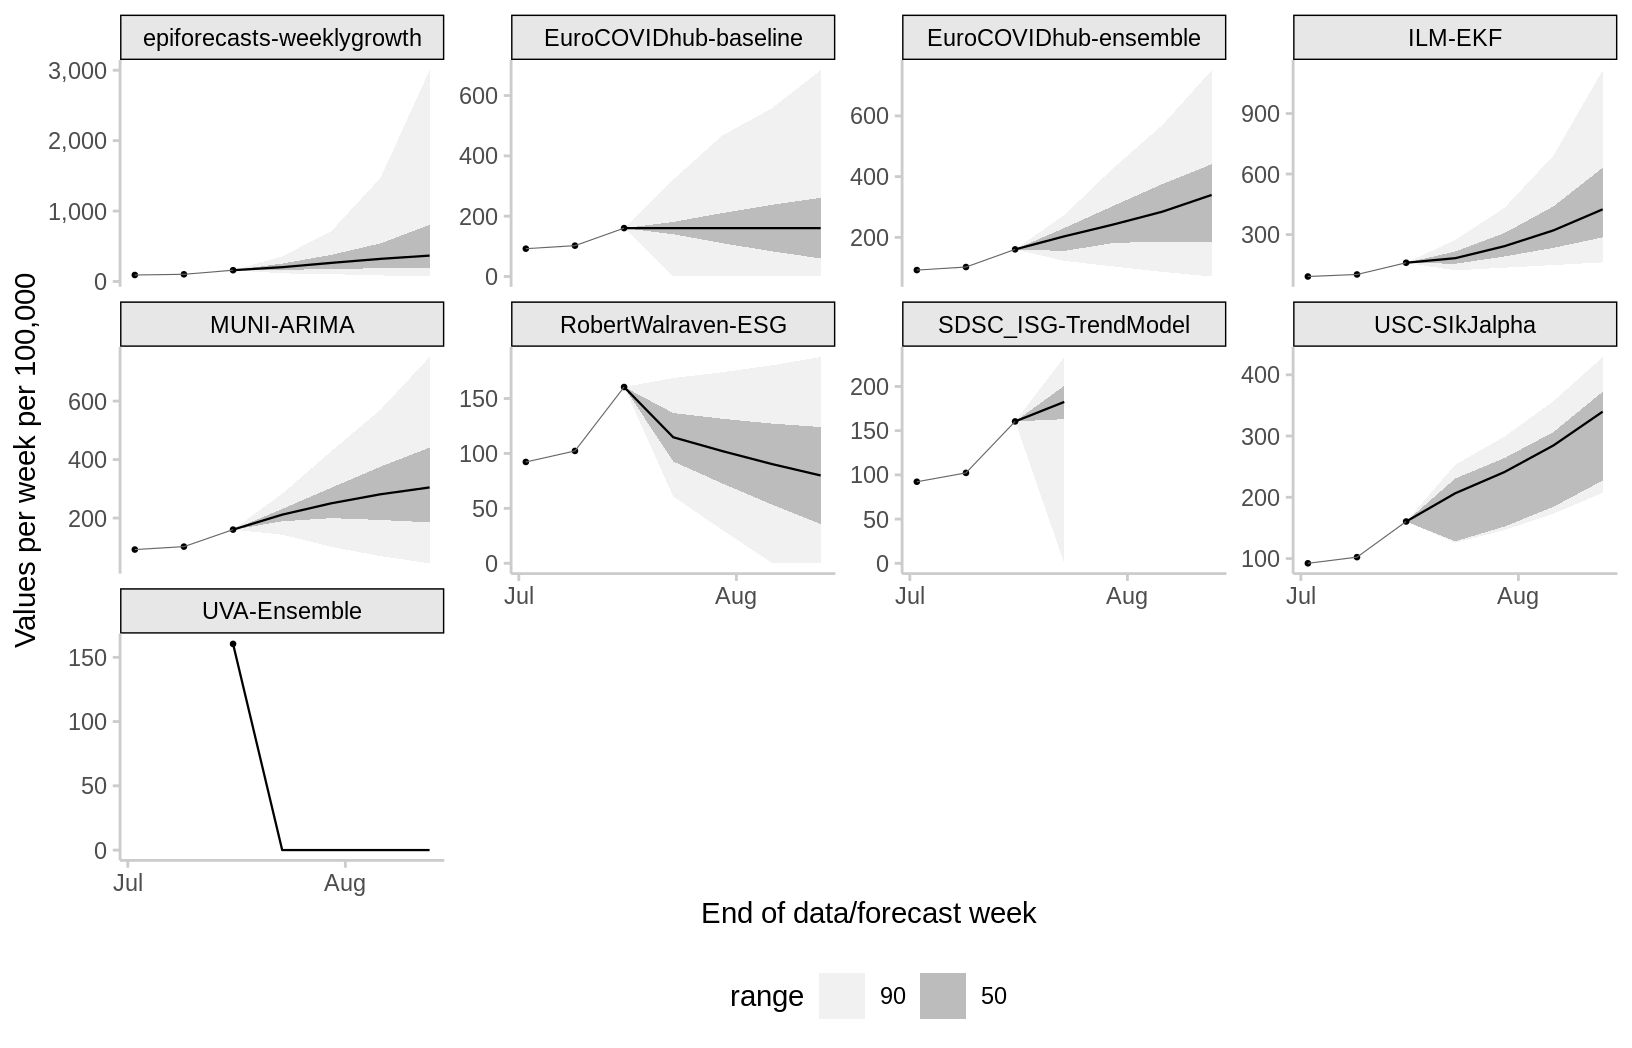 epiforecasts-weeklygrowth
EuroCOVIDhub-baseline
EuroCOVIDhub-ensemble
ILM-EKF
3,000
2,000
1,000
0
600
400
200
0
600
400
200
900
600
300
MUNI-ARIMA
RobertWalraven-ESG
SDSC_ISG-TrendModel
USC-SIkJalpha
600
400
200
150
100
50
0
200
150
100
50
0
400
300
200
100
Jul Aug
Jul Aug
Jul Aug
UVA-Ensemble
150
100
50
0
Jul Aug
Values per week per 100,000
End of data/forecast week
range 90 50